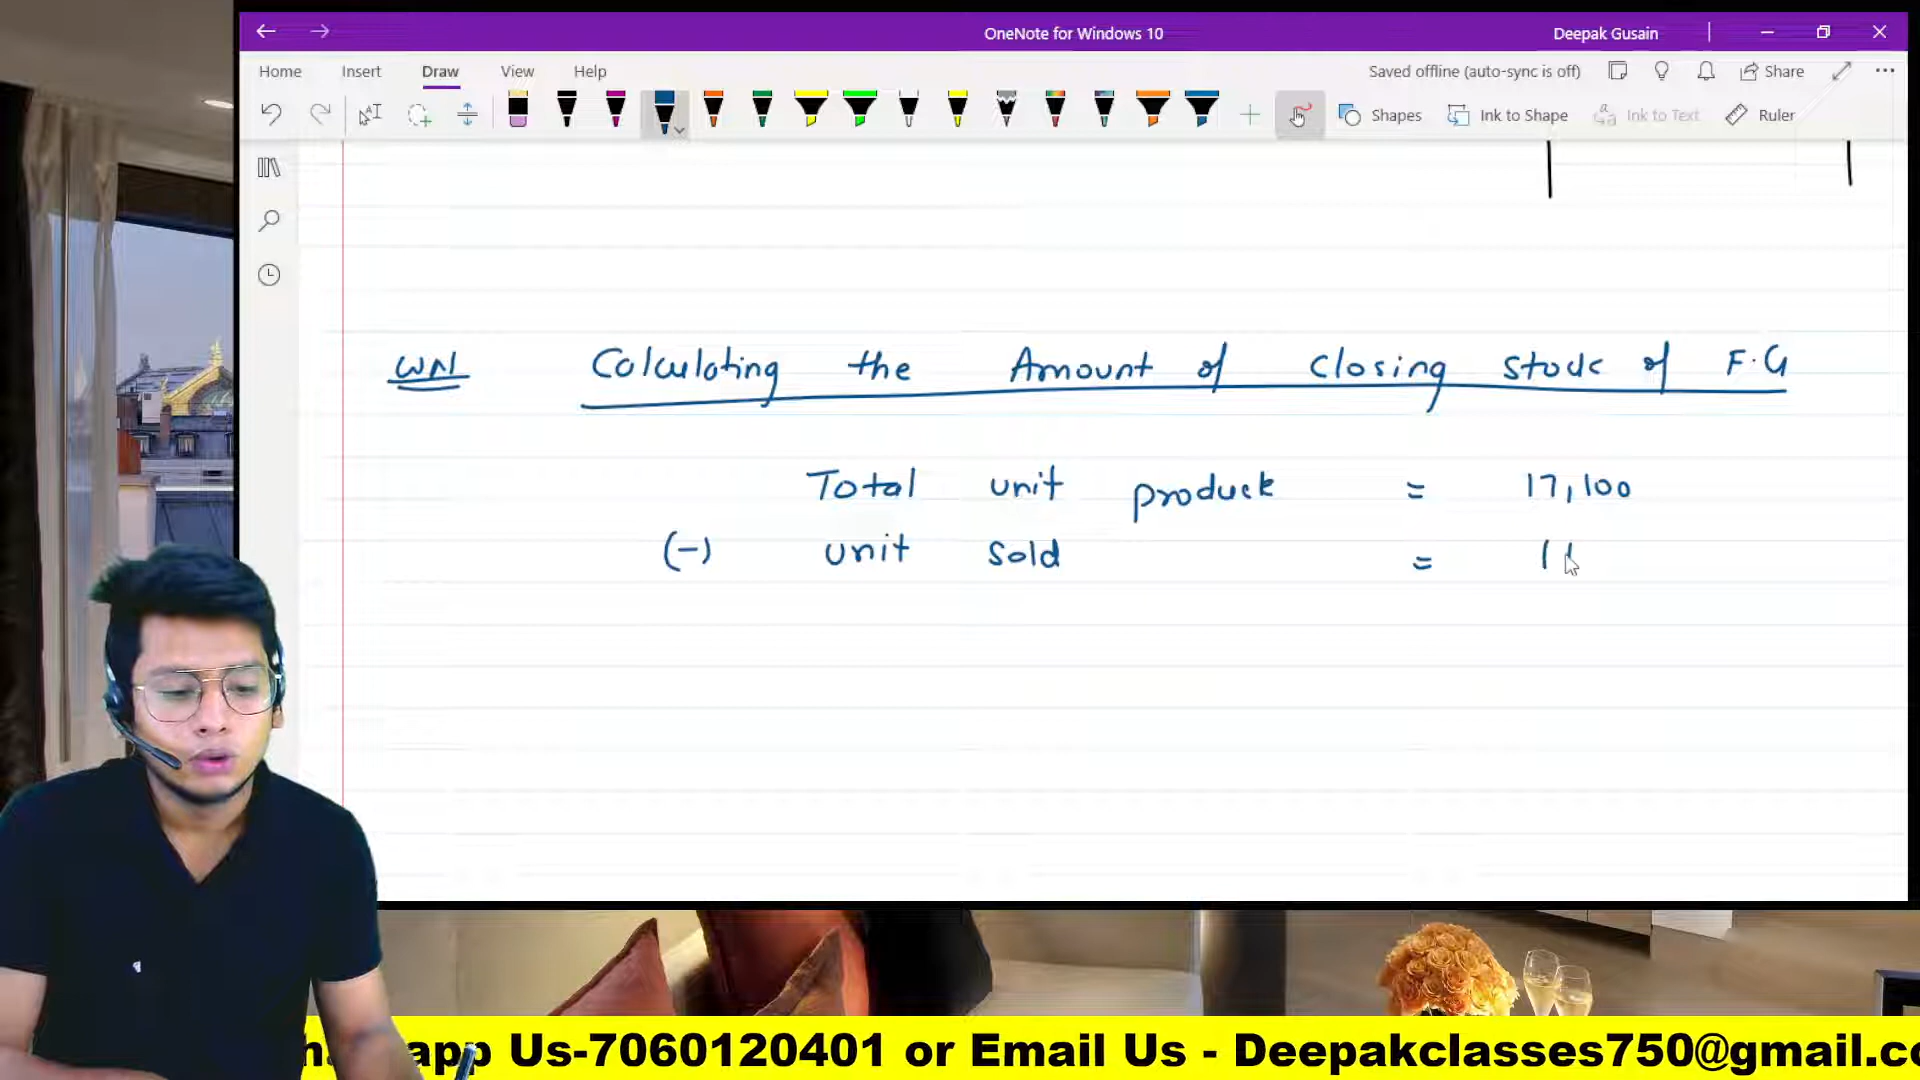 OneNote for Windows 10
Deepak Gusain
Home Insert Draw View Help
Saved offline (auto-sync is off)
Share
Shapes
Ink to Shape
Ink to Text
Ruler
WN Calculating the Amount of Closing Stock of F.G
Total unit produck = 17,100
(-) unit Sold =
app Us-7060120401 or Email Us - Deepakclasses750@gmail.c